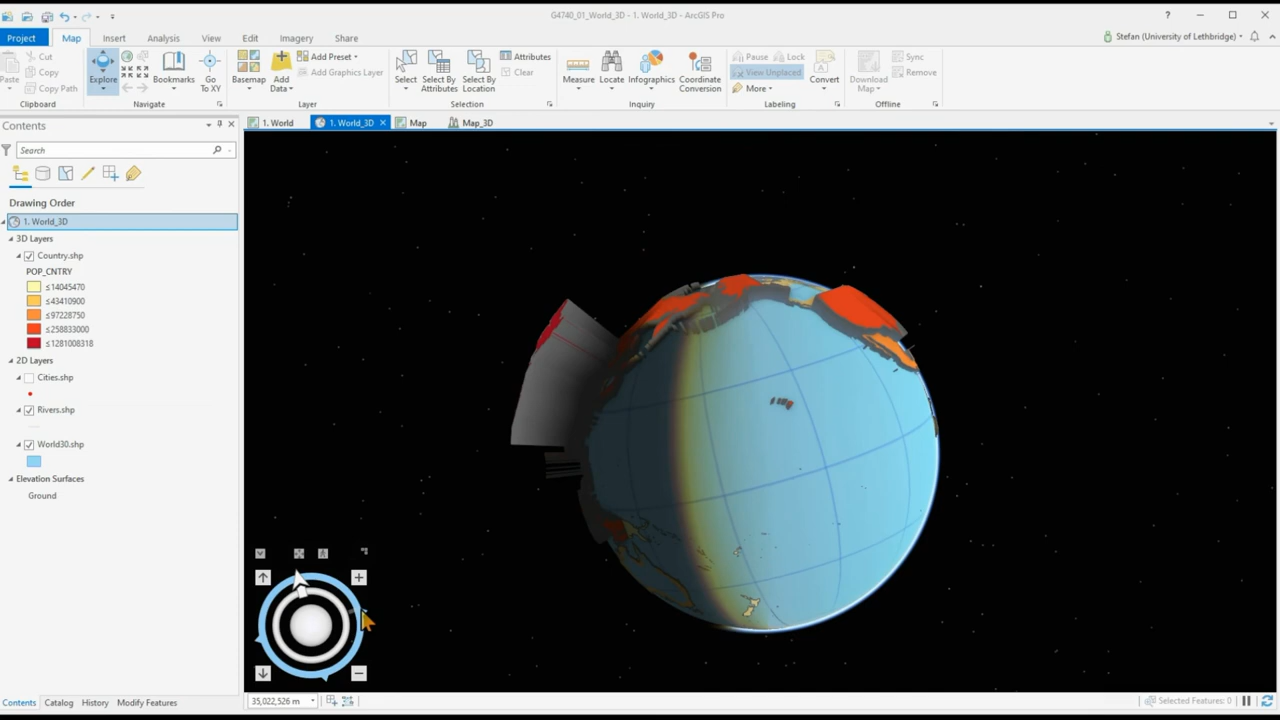 G4740_01_World_3D - 1. World_3D - ArcGIS Pro
?
Project Map Insert Analysis View Edit Imagery Share
Stefan (University of Lethbridge)
Paste Cut Copy Copy Path
Clipboard
Explore Bookmarks Go To XY
Navigate
Basemap Add Data Add Preset Add Graphics Layer
Layer
Select Select By Attributes Select By Location Attributes Clear
Selection
Measure Locate Infographics Coordinate Conversion
Inquiry
Pause Lock View Unplaced More Convert
Labeling
Download Map Sync Remove
Offline
Contents
1. World 1. World_3D Map Map_3D
Search
Drawing Order
1. World_3D
3D Layers
Country.shp
POP_CNTRY
≤14045470
≤43410900
≤97228750
≤258833000
≤1281008318
2D Layers
Cities.shp
Rivers.shp
World30.shp
Elevation Surfaces
Ground
Contents Catalog History Modify Features
35,022,526 m
Selected Features: 0